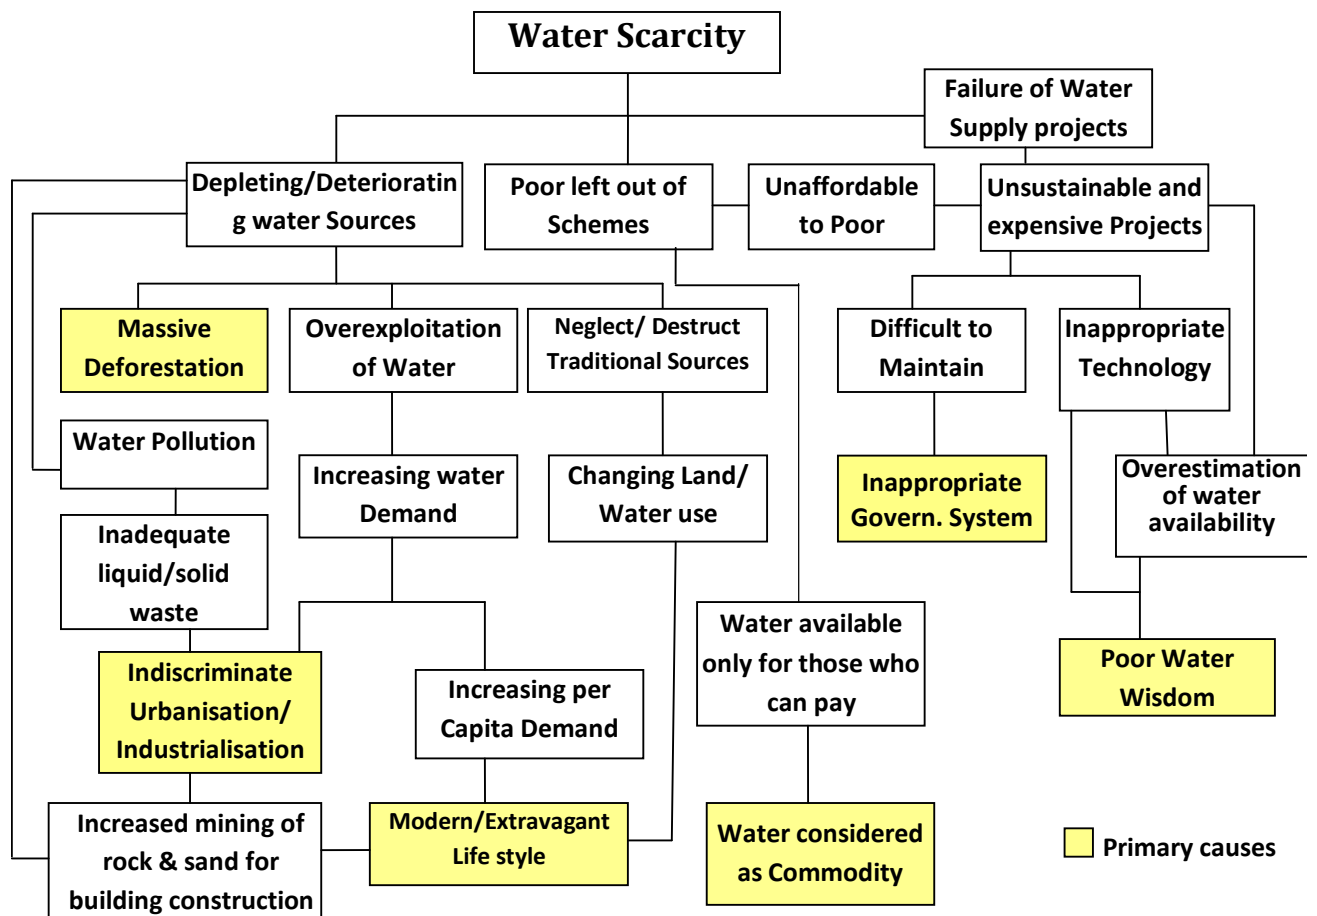 Water Scarcity
Failure of Water
Supply projects
Depleting/Deterioratin
g water Sources
Poor left out of
Schemes
Unaffordable
to Poor
Unsustainable and
expensive Projects
Massive
Deforestation
Overexploitation
of Water
Neglect/ Destruct
Traditional Sources
Difficult to
Maintain
Inappropriate
Technology
Water Pollution
Increasing water
Demand
Changing Land/
Water use
Inappropriate
Govern. System
Overestimation
of water
availability
Inadequate
liquid/solid
waste
Indiscriminate
Urbanisation/
Industrialisation
Increasing per
Capita Demand
Water available
only for those who
can pay
Poor Water
Wisdom
Increased mining of
rock & sand for
building construction
Modern/Extravagant
Life style
Water considered
as Commodity
Primary causes